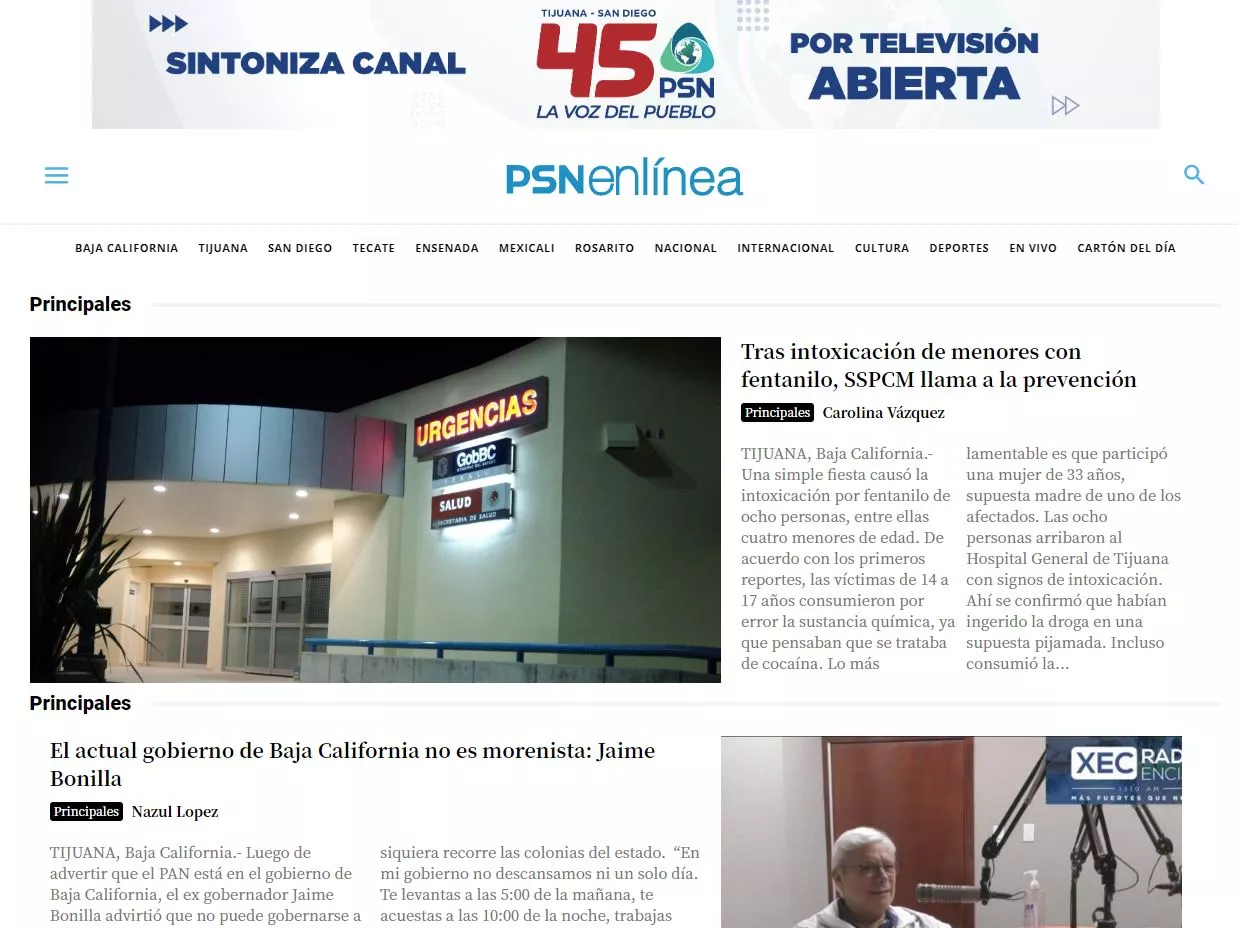 TIJUANA - SAN DIEGO
SINTONIZA CANAL
45
PSN
LA VOZ DEL PUEBLO
POR TELEVISIÓN
ABIERTA
PSNenlínea
BAJA CALIFORNIA TIJUANA SAN DIEGO TECATE ENSENADA MEXICALI ROSARITO NACIONAL INTERNACIONAL CULTURA DEPORTES EN VIVO CARTÓN DEL DÍA
Principales
URGENCIAS
GobBC
SALUD
SECRETARIA DE SALUD
Tras intoxicación de menores con
fentanilo, SSPCM llama a la prevención
Principales Carolina Vázquez
TIJUANA, Baja California.-
Una simple fiesta causó la
intoxicación por fentanilo de
ocho personas, entre ellas
cuatro menores de edad. De
acuerdo con los primeros
reportes, las víctimas de 14 a
17 años consumieron por
error la sustancia química, ya
que pensaban que se trataba
de cocaína. Lo más
lamentable es que participó
una mujer de 33 años,
supuesta madre de uno de los
afectados. Las ocho
personas arribaron al
Hospital General de Tijuana
con signos de intoxicación.
Ahí se confirmó que habían
ingerido la droga en una
supuesta pijamada. Incluso
consumió la...
Principales
El actual gobierno de Baja California no es morenista: Jaime
Bonilla
Principales Nazul Lopez
TIJUANA, Baja California.- Luego de
advertir que el PAN está en el gobierno de
Baja California, el ex gobernador Jaime
Bonilla advirtió que no puede gobernarse a
siquiera recorre las colonias del estado. “En
mi gobierno no descansamos ni un solo día.
Te levantas a las 5:00 de la mañana, te
acuestas a las 10:00 de la noche, trabajas
XEC RAD
ENCI
1310 AM
MÁS FUERTES QUE N